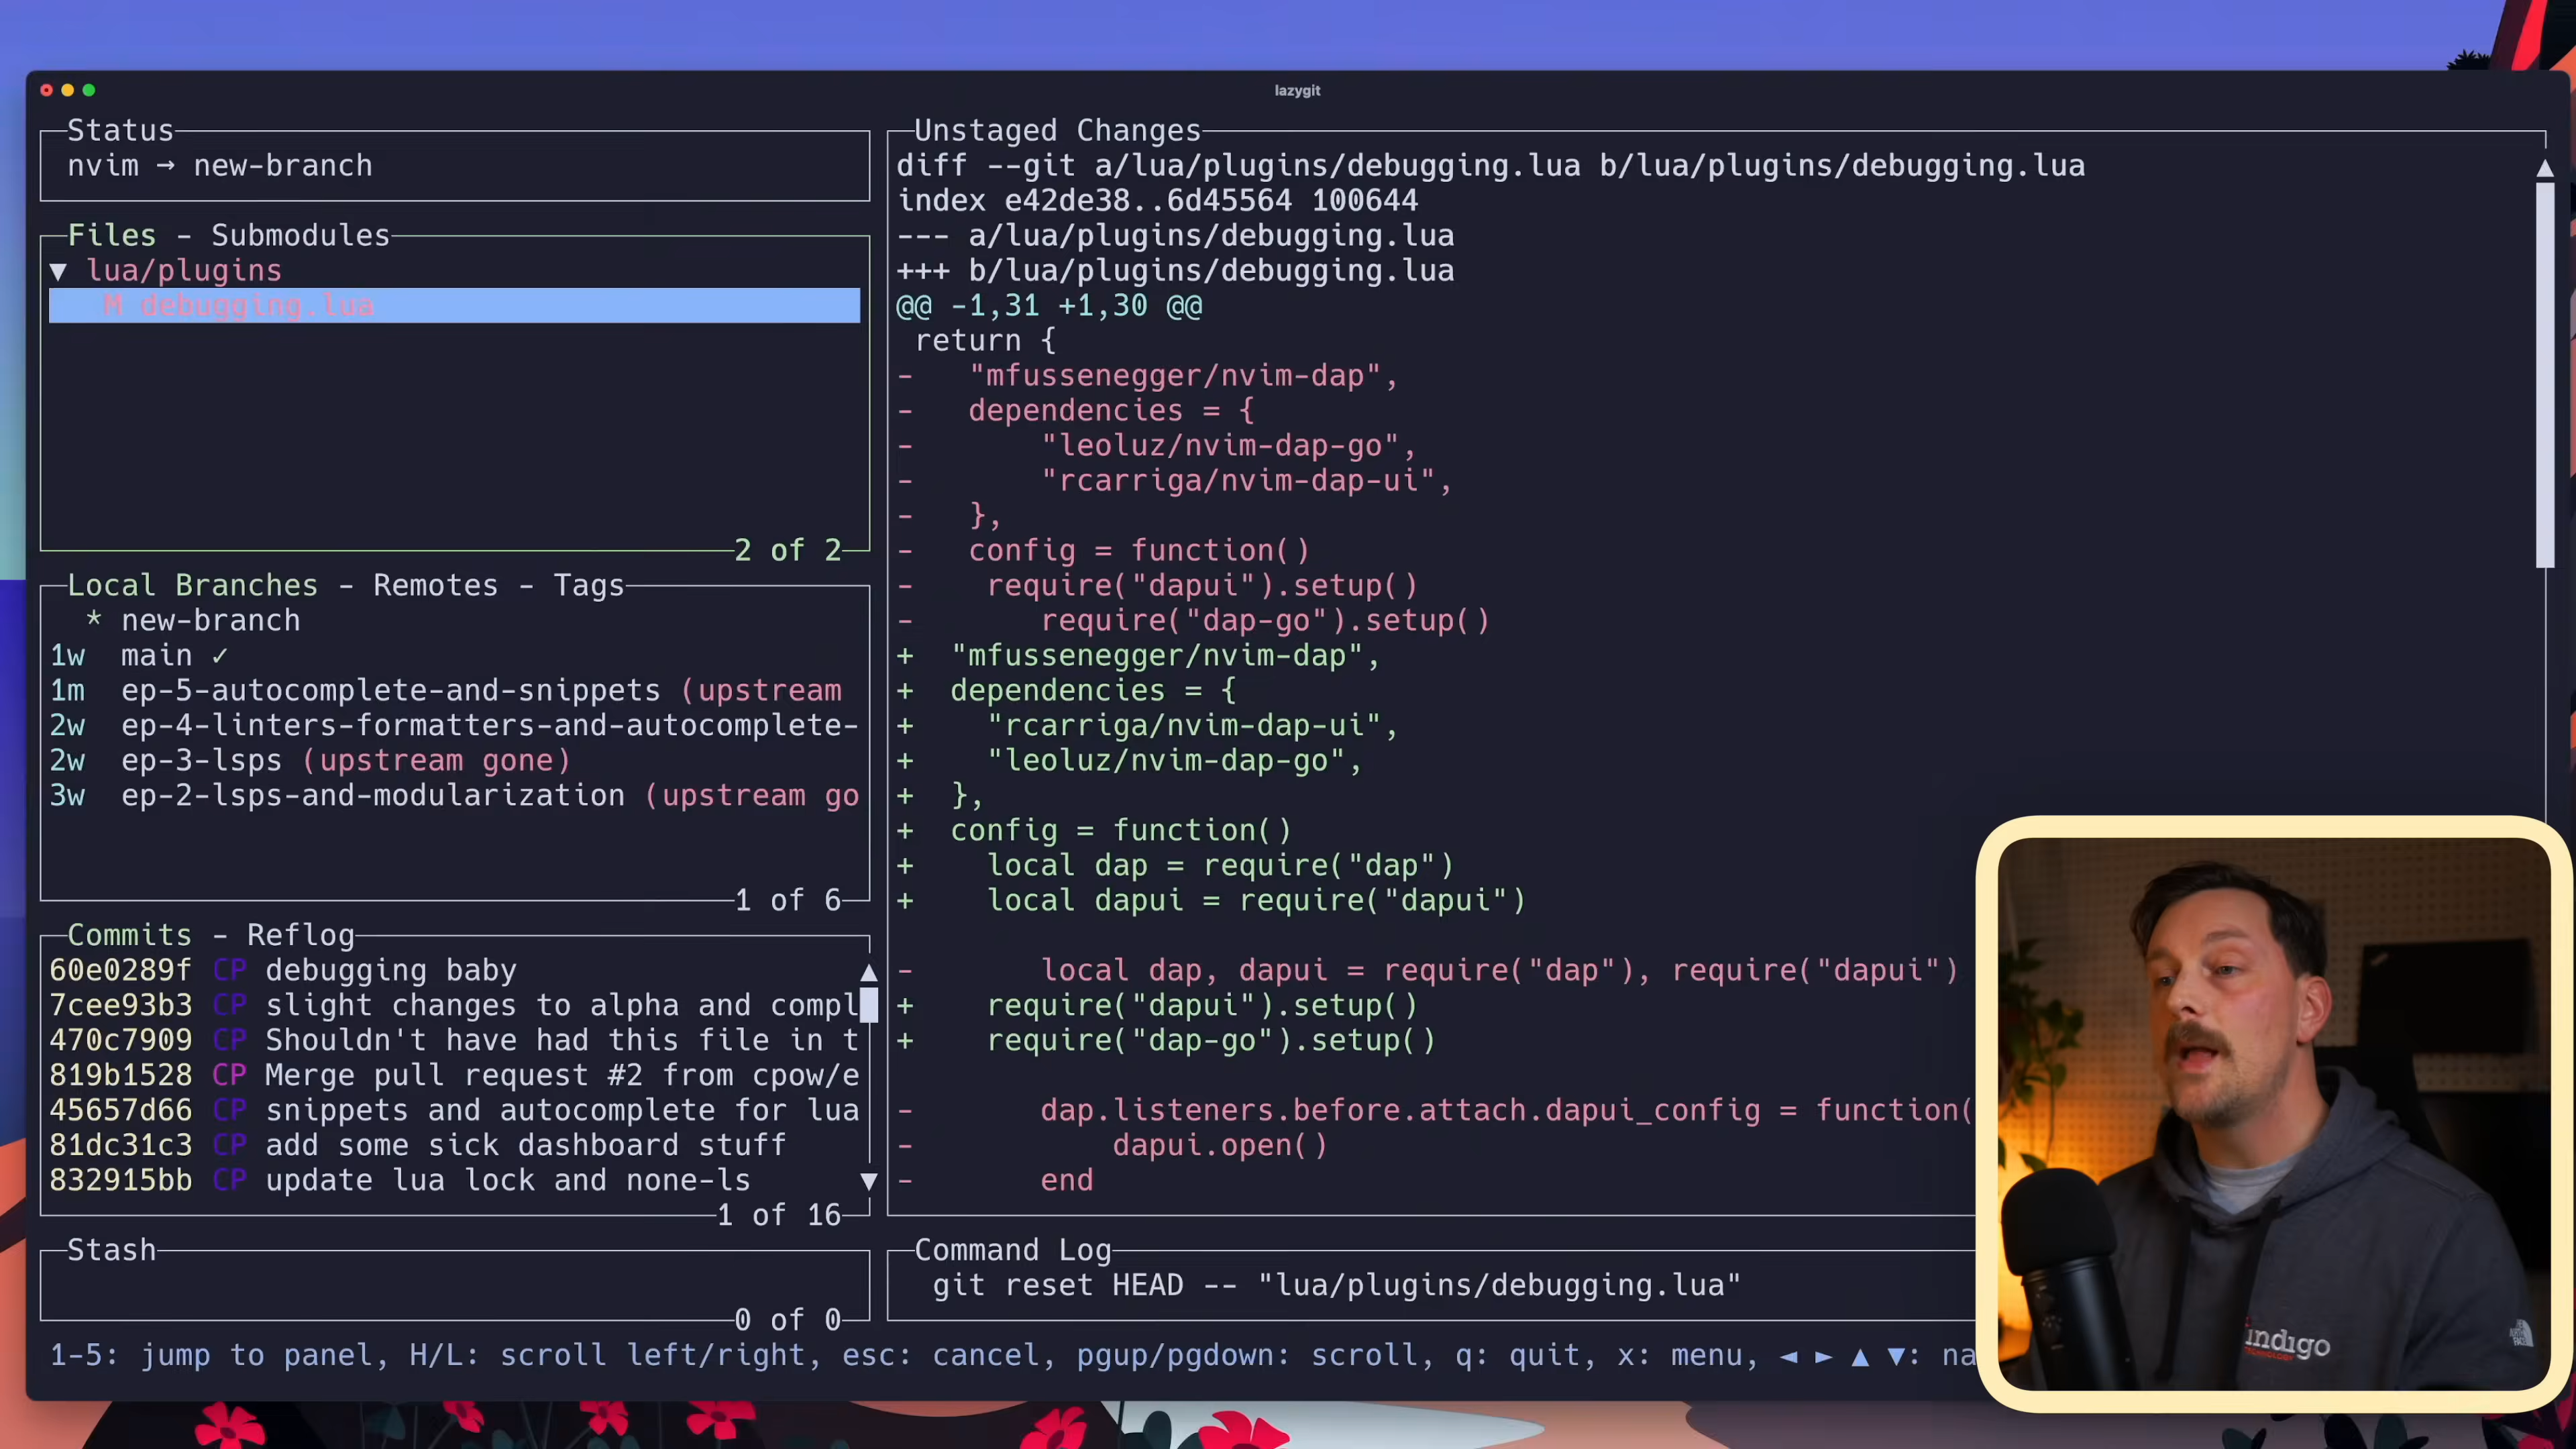 lazygit
Status
nvim → new-branch
Files - Submodules
▼ lua/plugins
M debugging.lua
2 of 2
Local Branches - Remotes - Tags
* new-branch
1w main ✓
1m ep-5-autocomplete-and-snippets (upstream
2w ep-4-linters-formatters-and-autocomplete-
2w ep-3-lsps (upstream gone)
3w ep-2-lsps-and-modularization (upstream go
1 of 6
Commits - Reflog
60e0289f CP debugging baby
7cee93b3 CP slight changes to alpha and compl
470c7909 CP Shouldn't have had this file in t
819b1528 CP Merge pull request #2 from cpow/e
45657d66 CP snippets and autocomplete for lua
81dc31c3 CP add some sick dashboard stuff
832915bb CP update lua lock and none-ls
1 of 16
Stash
0 of 0
Unstaged Changes
diff --git a/lua/plugins/debugging.lua b/lua/plugins/debugging.lua
index e42de38..6d45564 100644
--- a/lua/plugins/debugging.lua
+++ b/lua/plugins/debugging.lua
@@ -1,31 +1,30 @@
return {
-   "mfussenegger/nvim-dap",
-   dependencies = {
-       "leoluz/nvim-dap-go",
-       "rcarriga/nvim-dap-ui",
-   },
-   config = function()
-    require("dapui").setup()
-       require("dap-go").setup()
+  "mfussenegger/nvim-dap",
+  dependencies = {
+    "rcarriga/nvim-dap-ui",
+    "leoluz/nvim-dap-go",
+  },
+  config = function()
+    local dap = require("dap")
+    local dapui = require("dapui")
-       local dap, dapui = require("dap"), require("dapui")
+    require("dapui").setup()
+    require("dap-go").setup()
-       dap.listeners.before.attach.dapui_config = function(
-           dapui.open()
-       end
Command Log
git reset HEAD -- "lua/plugins/debugging.lua"
1-5: jump to panel, H/L: scroll left/right, esc: cancel, pgup/pgdown: scroll, q: quit, x: menu, ◄ ► ▲ ▼: na
indigo